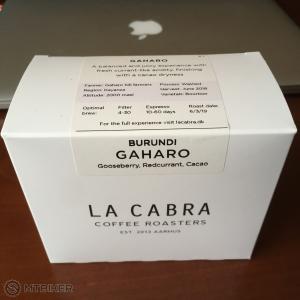 GAHARO
A balanced and juicy experience with
fresh currant-like acidity, finishing
with a cacao dryness
Farmer: Gaharo hill farmers
Process: Washed
Region: Kayanza
Harvest: June 2018
Altitude: 2000 masl
Varietals: Bourbon
Optimal brew:
Filter
4-30
Espresso
10-60 days
Roast date:
6/3/19
For the full experience visit lacabra.dk
BURUNDI
GAHARO
Gooseberry, Redcurrant, Cacao
LA CABRA
COFFEE ROASTERS
EST. 2012 AARHUS
MTBIKER